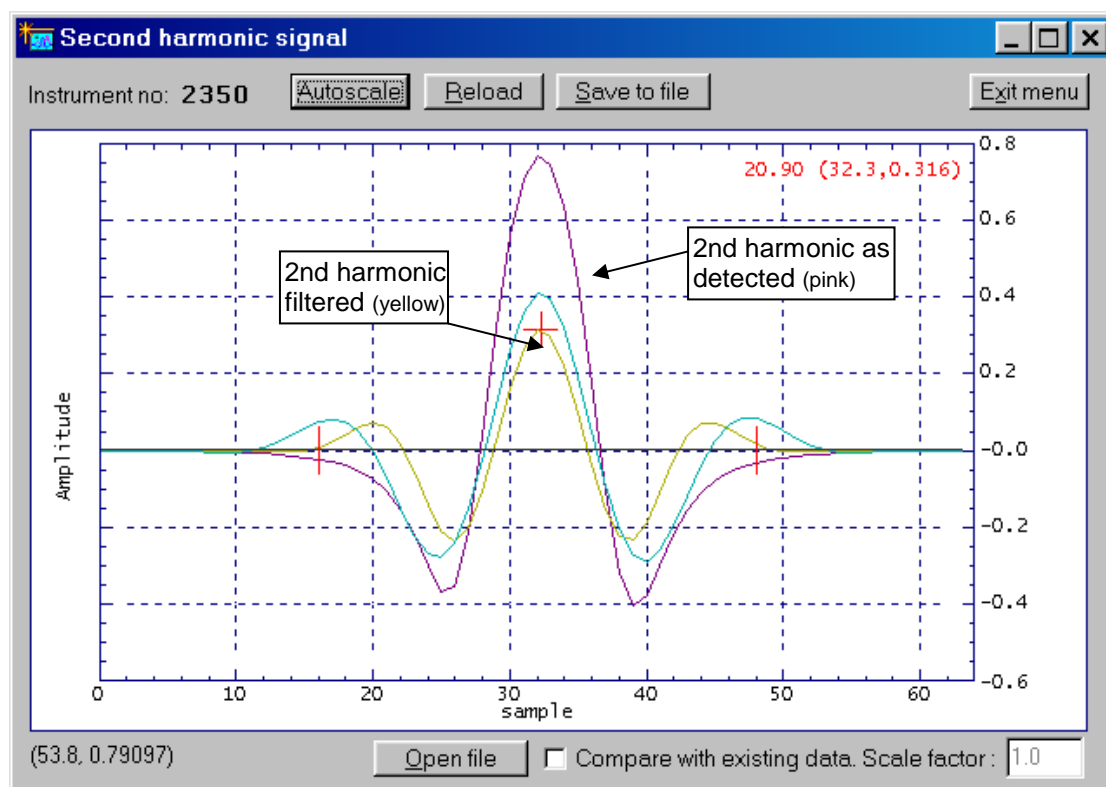 Second harmonic signal
Instrument no: 2350 Autoscale Reload Save to file Exit menu
0.8
20.90 (32.3,0.316)
0.6
2nd harmonic as
detected (pink)
2nd harmonic
filtered (yellow)
0.4
0.2
-0.0
-0.2
-0.4
-0.6
Amplitude
0 10 20 30 40 50 60
sample
(53.8, 0.79097) Open file Compare with existing data. Scale factor : 1.0